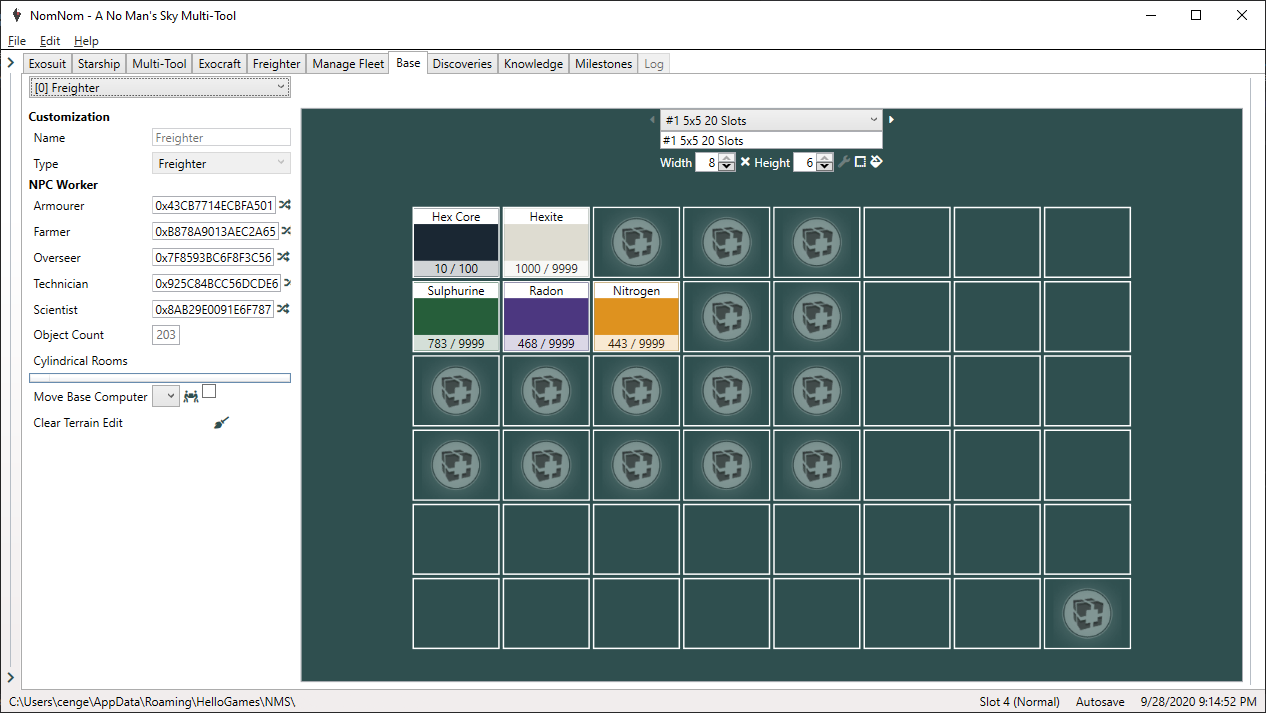 NomNom - A No Man's Sky Multi-Tool
File Edit Help
Exosuit Starship Multi-Tool Exocraft Freighter Manage Fleet Base Discoveries Knowledge Milestones Log
[0] Freighter
Customization
Name Freighter
Type Freighter
NPC Worker
Armourer 0x43CB7714ECBFA501
Farmer 0xB878A9013AEC2A65
Overseer 0x7F8593BC6F8F3C56
Technician 0x925C84BCC56DCDE6
Scientist 0x8AB29E0091E6F787
Object Count 203
Cylindrical Rooms
Move Base Computer
Clear Terrain Edit
#1 5x5 20 Slots
#1 5x5 20 Slots
Width 8 Height 6
Hex Core Hexite
10 / 100 1000 / 9999
Sulphurine Radon Nitrogen
783 / 9999 468 / 9999 443 / 9999
C:\Users\cenge\AppData\Roaming\HelloGames\NMS\ Slot 4 (Normal) Autosave 9/28/2020 9:14:52 PM